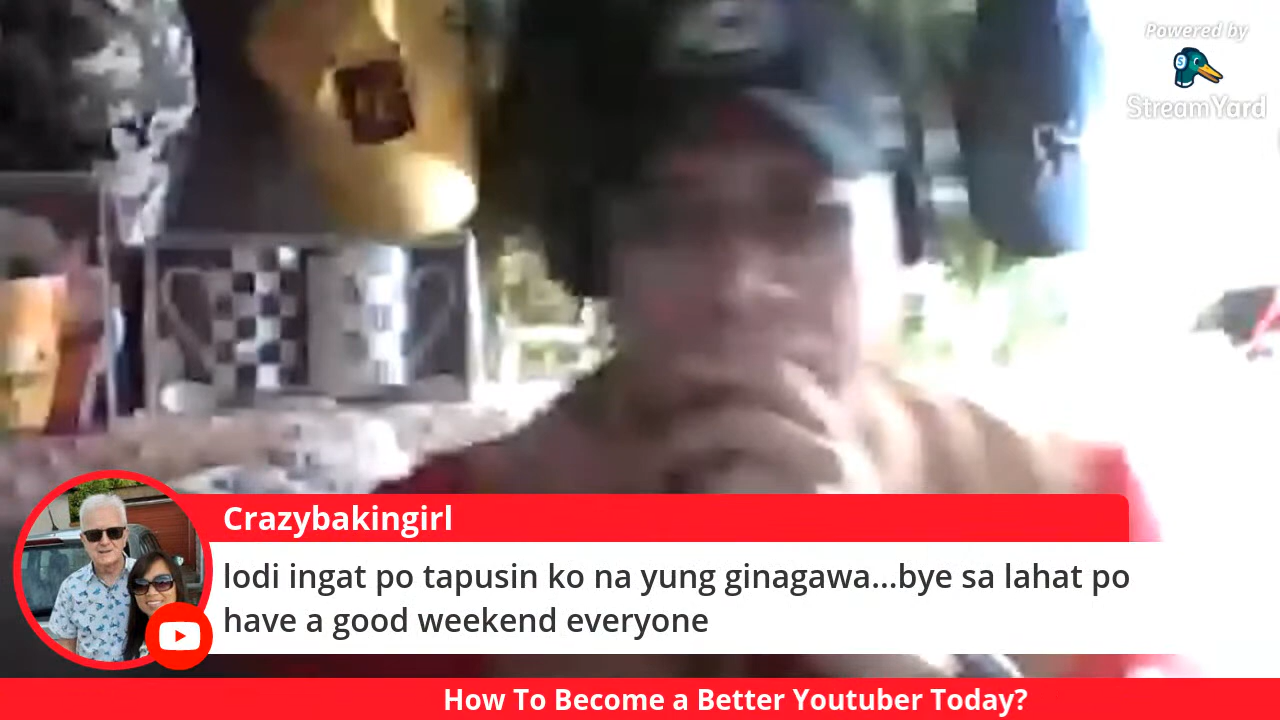 Powered by
StreamYard
Crazybakingirl
lodi ingat po tapusin ko na yung ginagawa...bye sa lahat po
have a good weekend everyone
How To Become a Better Youtuber Today?